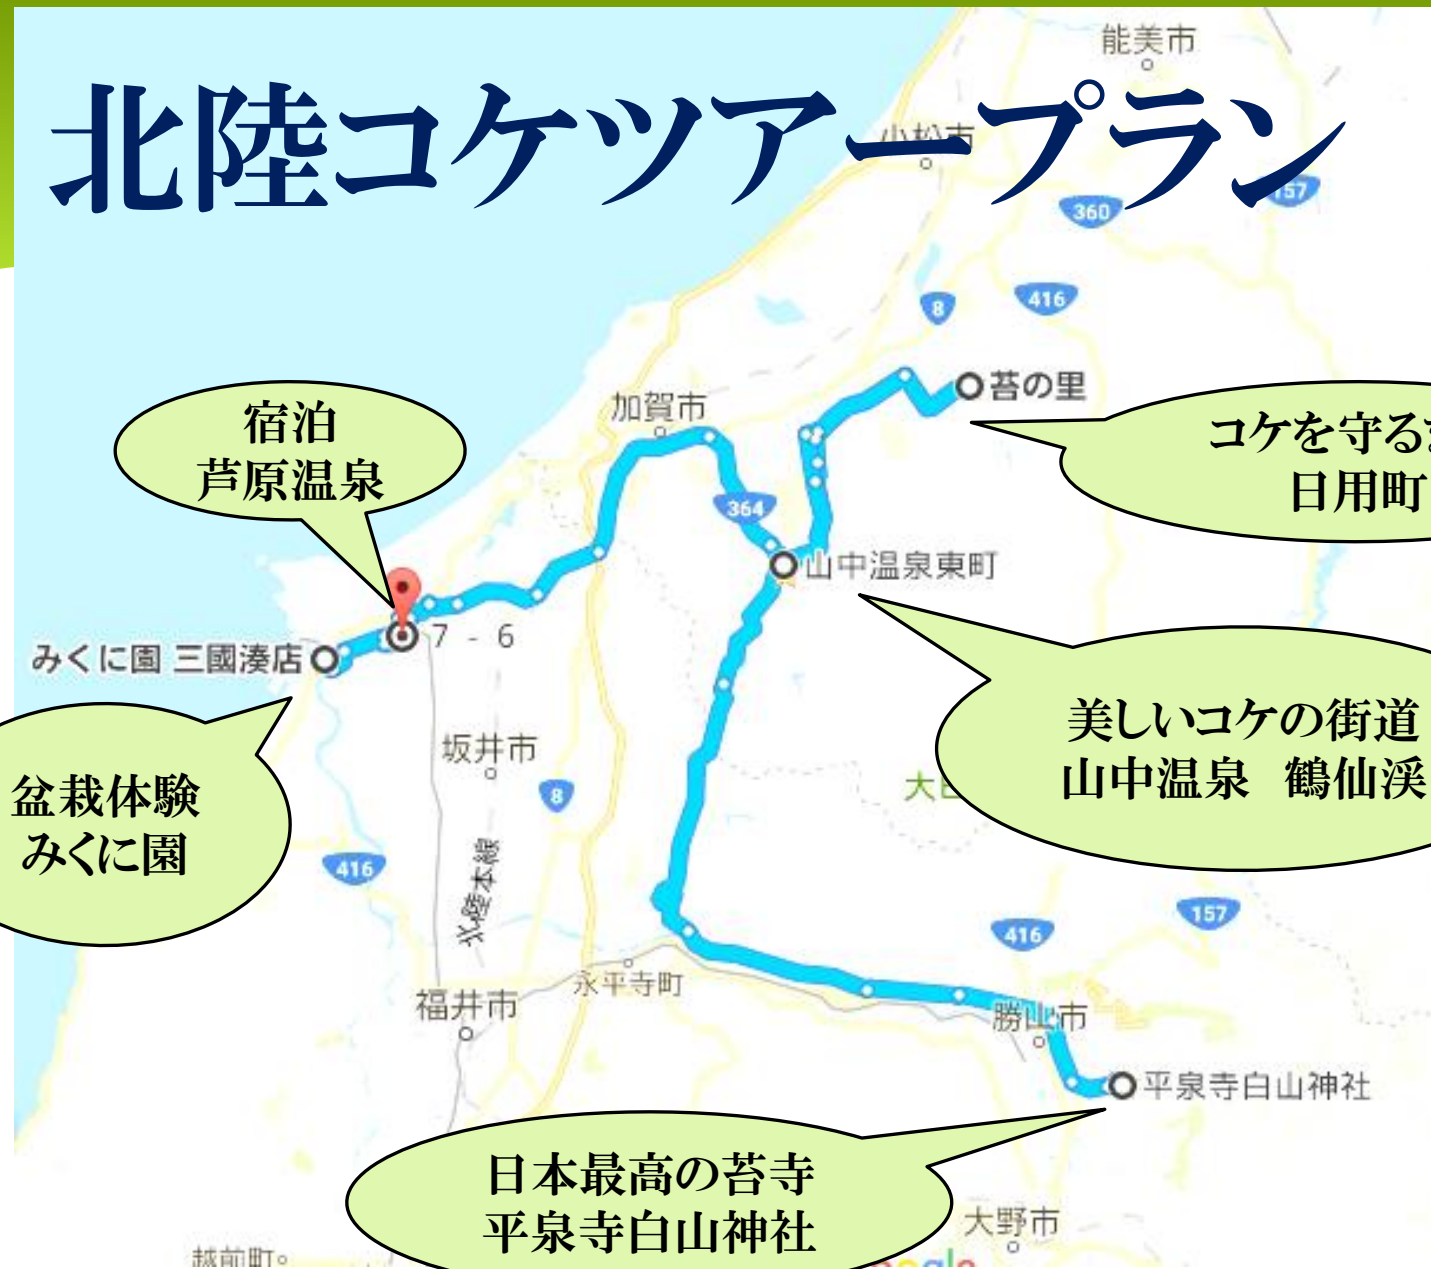 能美市
北陸コケツアープラン
小松市
157
360
8
416
苔の里
加賀市
宿泊
芦原温泉
コケを守る
日用町
364
山中温泉東町
7 - 6
みくに園 三國湊店
美しいコケの街道
山中温泉 鶴仙渓
坂井市
大
8
盆栽体験
みくに園
416
北陸本線
157
416
永平寺町
福井市
勝山市
平泉寺白山神社
日本最高の苔寺
平泉寺白山神社
大野市
越前町